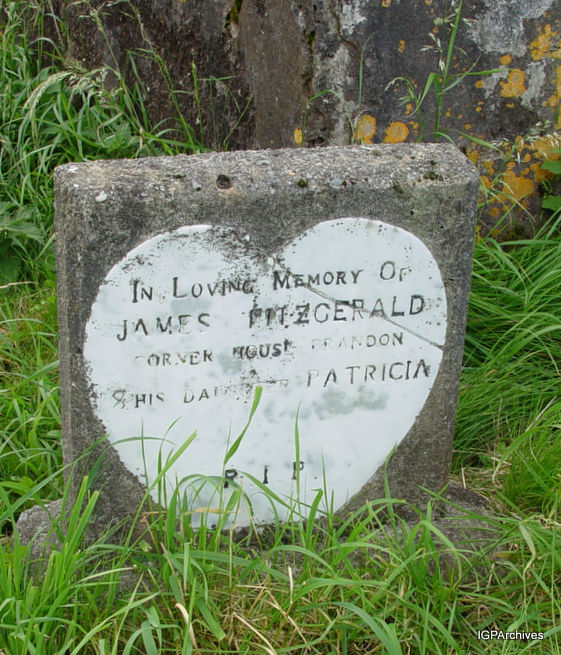 In Loving Memory Of
JAMES FITZGERALD
CORNER HOUSE BRANDON
& HIS DAUGHTER PATRICIA
R I P
IGPArchives